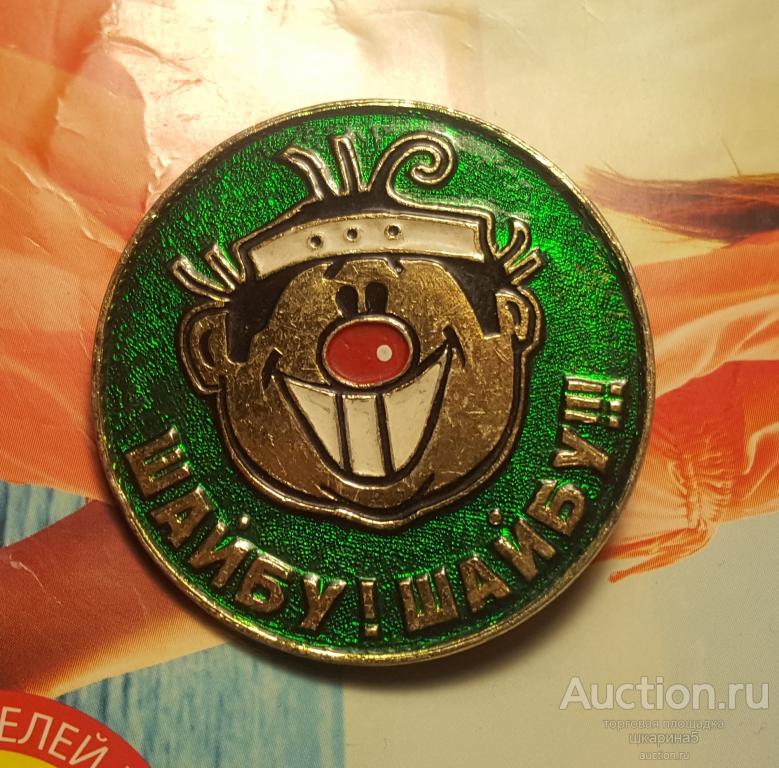 ШАЙБУ! ШАЙБУ!!!
ЕЛЕЙ
Auction.ru
торговая площадка
шкарина5
auction.ru